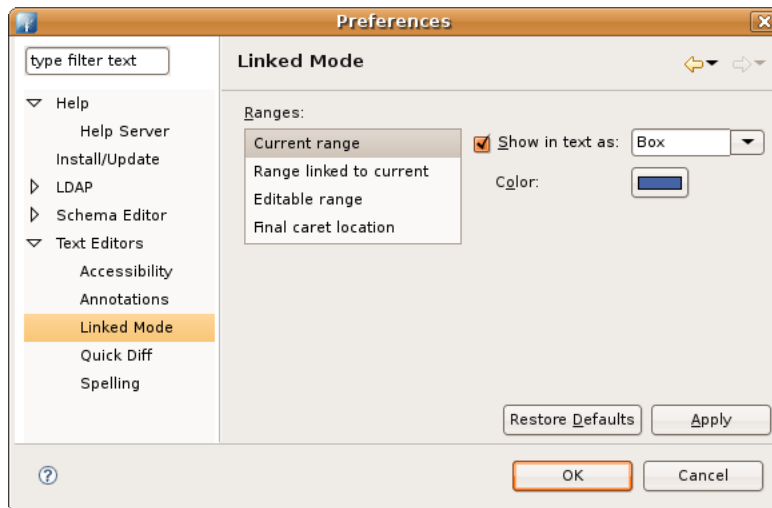 Preferences
type filter text
Linked Mode
Help
Help Server
Install/Update
LDAP
Schema Editor
Text Editors
Accessibility
Annotations
Linked Mode
Quick Diff
Spelling
Ranges:
Current range
Range linked to current
Editable range
Final caret location
Show in text as:
Box
Color:
Restore Defaults
Apply
?
OK
Cancel